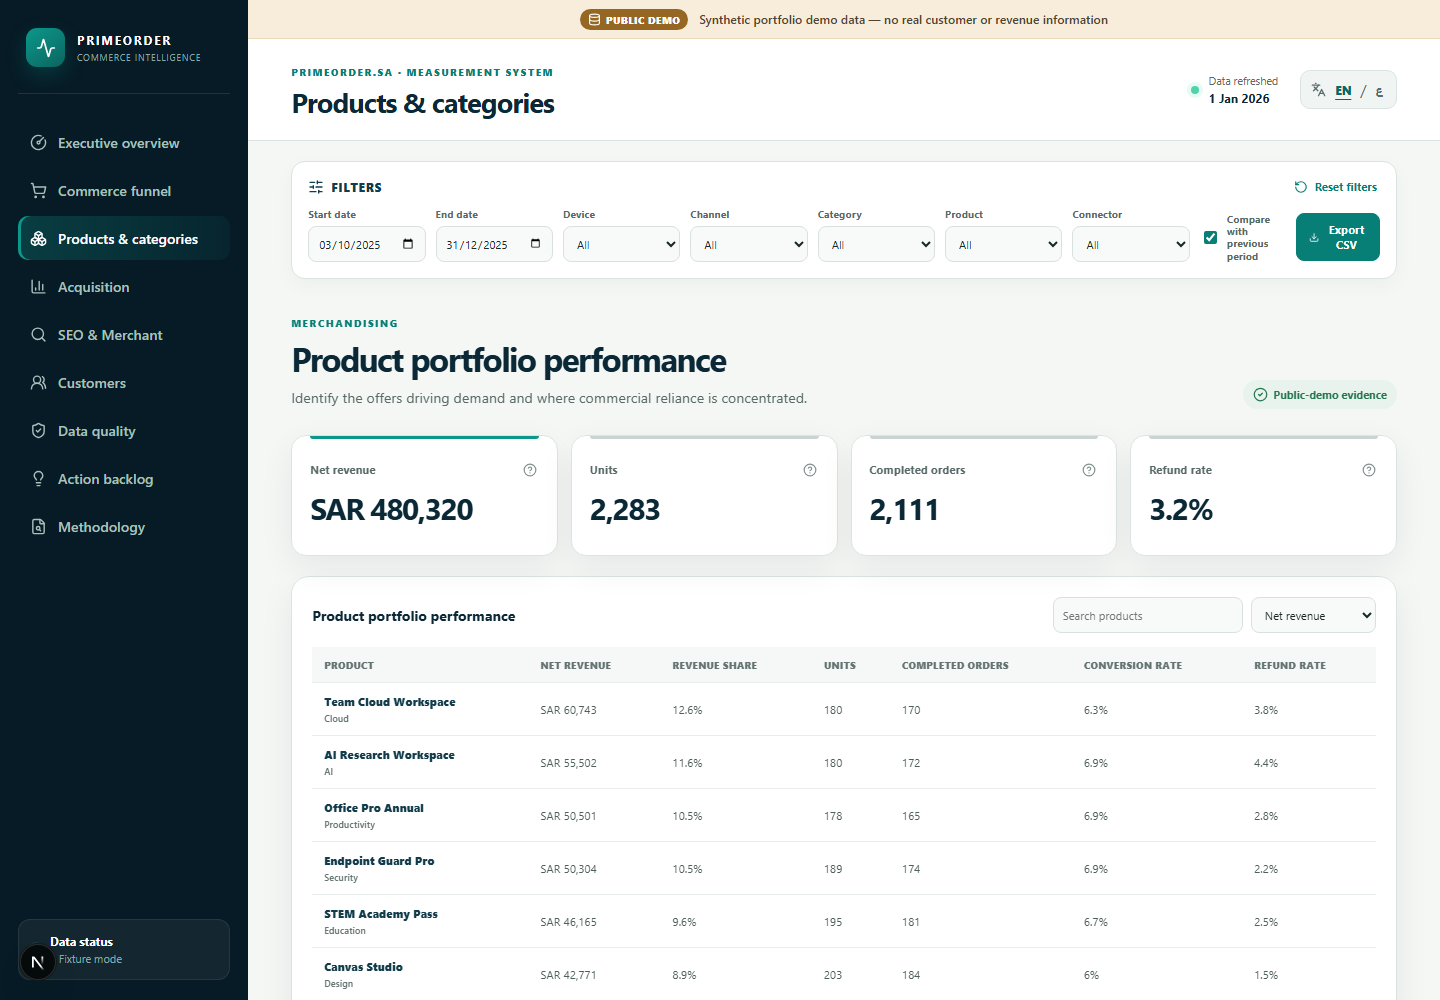 PRIMEORDER
COMMERCE INTELLIGENCE
Executive overview
Commerce funnel
Products & categories
Acquisition
SEO & Merchant
Customers
Data quality
Action backlog
Methodology
Data status
Fixture mode
N
PUBLIC DEMO Synthetic portfolio demo data — no real customer or revenue information
PRIMEORDER.SA · MEASUREMENT SYSTEM
Products & categories
Data refreshed
1 Jan 2026
EN / ع
FILTERS
Reset filters
Start date End date Device Channel Category Product Connector
03/10/2025 31/12/2025 All All All All All
Compare
with
previous
period
Export
CSV
MERCHANDISING
Product portfolio performance
Identify the offers driving demand and where commercial reliance is concentrated.
Public-demo evidence
Net revenue
SAR 480,320
Units
2,283
Completed orders
2,111
Refund rate
3.2%
Product portfolio performance
Search products
Net revenue
PRODUCT NET REVENUE REVENUE SHARE UNITS COMPLETED ORDERS CONVERSION RATE REFUND RATE
Team Cloud Workspace
Cloud
SAR 60,743 12.6% 180 170 6.3% 3.8%
AI Research Workspace
AI
SAR 55,502 11.6% 180 172 6.9% 4.4%
Office Pro Annual
Productivity
SAR 50,501 10.5% 178 165 6.9% 2.8%
Endpoint Guard Pro
Security
SAR 50,304 10.5% 189 174 6.9% 2.2%
STEM Academy Pass
Education
SAR 46,165 9.6% 195 181 6.7% 2.5%
Canvas Studio
Design
SAR 42,771 8.9% 203 184 6% 1.5%